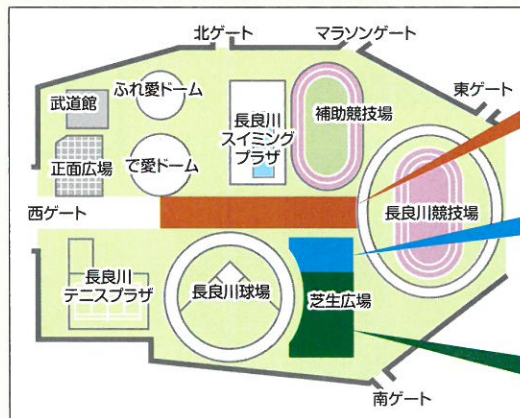 北ゲート
マラソンゲート
東ゲート
武道館
ふれ愛ドーム
長良川
スイミング
プラザ
補助競技場
正面広場
で愛ドーム
西ゲート
長良川競技場
長良川
テニスプラザ
長良川球場
芝生広場
南ゲート